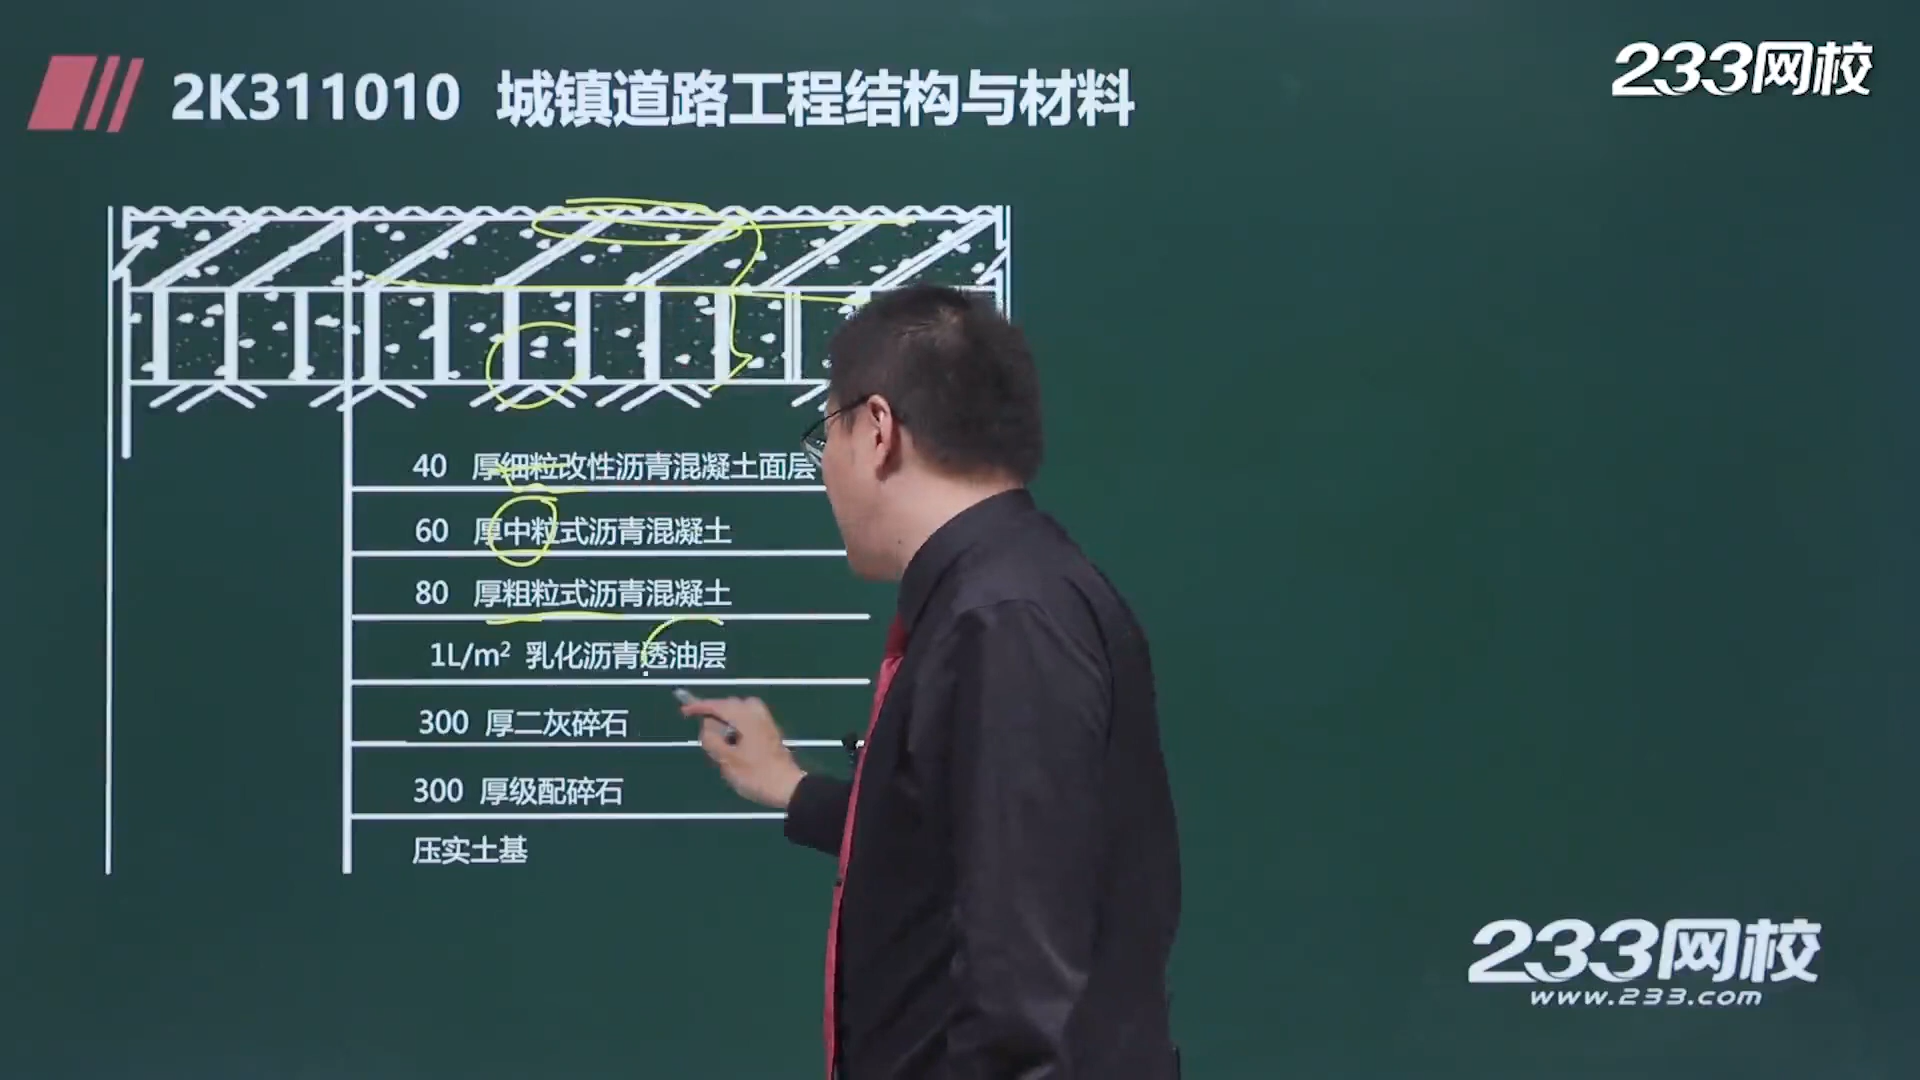 2K311010 城镇道路工程结构与材料
233网校
40 厚细粒改性沥青混凝土面层
60 厚中粒式沥青混凝土
80 厚粗粒式沥青混凝土
1L/m² 乳化沥青透油层
300 厚二灰碎石
300 厚级配碎石
压实土基
233网校
www.233.com